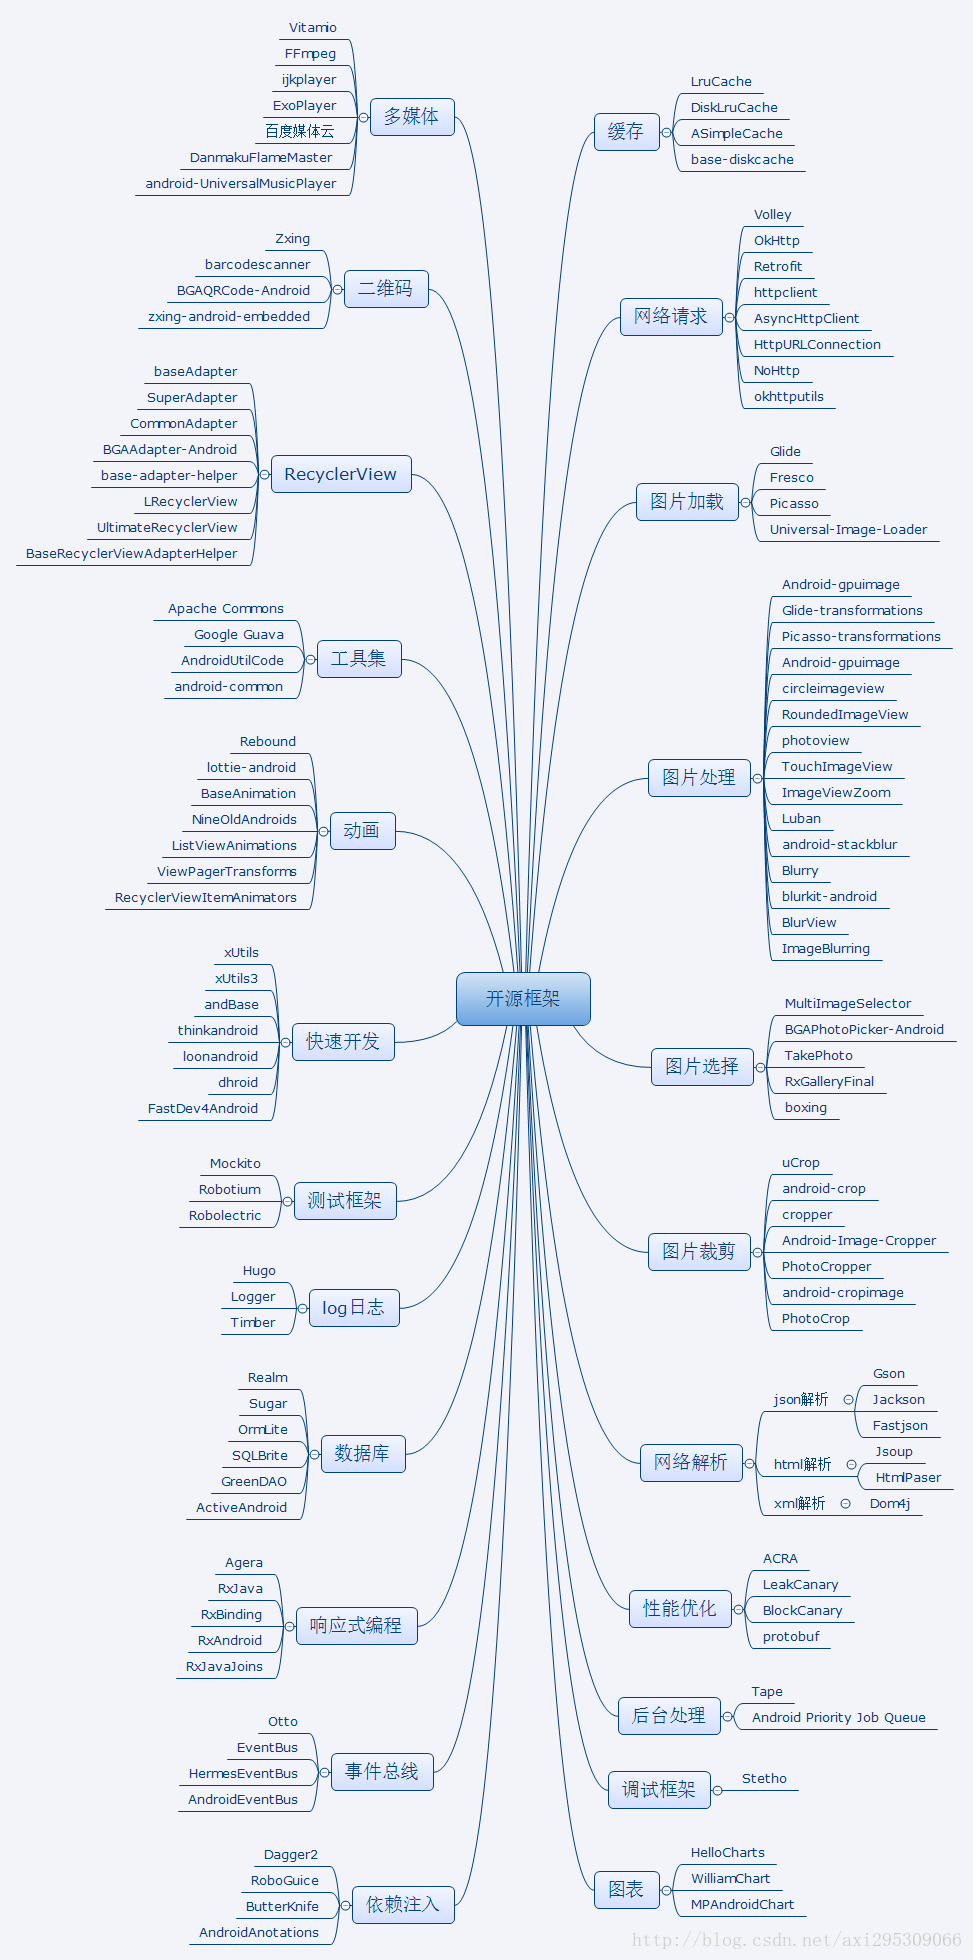 开源框架
多媒体
Vitamio
FFmpeg
ijkplayer
ExoPlayer
百度媒体云
DanmakuFlameMaster
android-UniversalMusicPlayer
二维码
Zxing
barcodescanner
BGAQRCode-Android
zxing-android-embedded
RecyclerView
baseAdapter
SuperAdapter
CommonAdapter
BGAAdapter-Android
base-adapter-helper
LRecyclerView
UltimateRecyclerView
BaseRecyclerViewAdapterHelper
工具集
Apache Commons
Google Guava
AndroidUtilCode
android-common
动画
Rebound
lottie-android
BaseAnimation
NineOldAndroids
ListViewAnimations
ViewPagerTransforms
RecyclerViewItemAnimators
快速开发
xUtils
xUtils3
andBase
thinkandroid
loonandroid
dhroid
FastDev4Android
测试框架
Mockito
Robotium
Robolectric
log日志
Hugo
Logger
Timber
数据库
Realm
Sugar
OrmLite
SQLBrite
GreenDAO
ActiveAndroid
响应式编程
Agera
RxJava
RxBinding
RxAndroid
RxJavaJoins
事件总线
Otto
EventBus
HermesEventBus
AndroidEventBus
依赖注入
Dagger2
RoboGuice
ButterKnife
AndroidAnotations
缓存
LruCache
DiskLruCache
ASimpleCache
base-diskcache
网络请求
Volley
OkHttp
Retrofit
httpclient
AsyncHttpClient
HttpURLConnection
NoHttp
okhttputils
图片加载
Glide
Fresco
Picasso
Universal-Image-Loader
图片处理
Android-gpuimage
Glide-transformations
Picasso-transformations
Android-gpuimage
circleimageview
RoundedImageView
photoview
TouchImageView
ImageViewZoom
Luban
android-stackblur
Blurry
blurkit-android
BlurView
ImageBlurring
图片选择
MultiImageSelector
BGAPhotoPicker-Android
TakePhoto
RxGalleryFinal
boxing
图片裁剪
uCrop
android-crop
cropper
Android-Image-Cropper
PhotoCropper
android-cropimage
PhotoCrop
网络解析
json解析
Gson
Jackson
Fastjson
html解析
Jsoup
HtmlPaser
xml解析
Dom4j
性能优化
ACRA
LeakCanary
BlockCanary
protobuf
后台处理
Tape
Android Priority Job Queue
调试框架
Stetho
图表
HelloCharts
WilliamChart
MPAndroidChart
http://blog.csdn.net/axi295309066